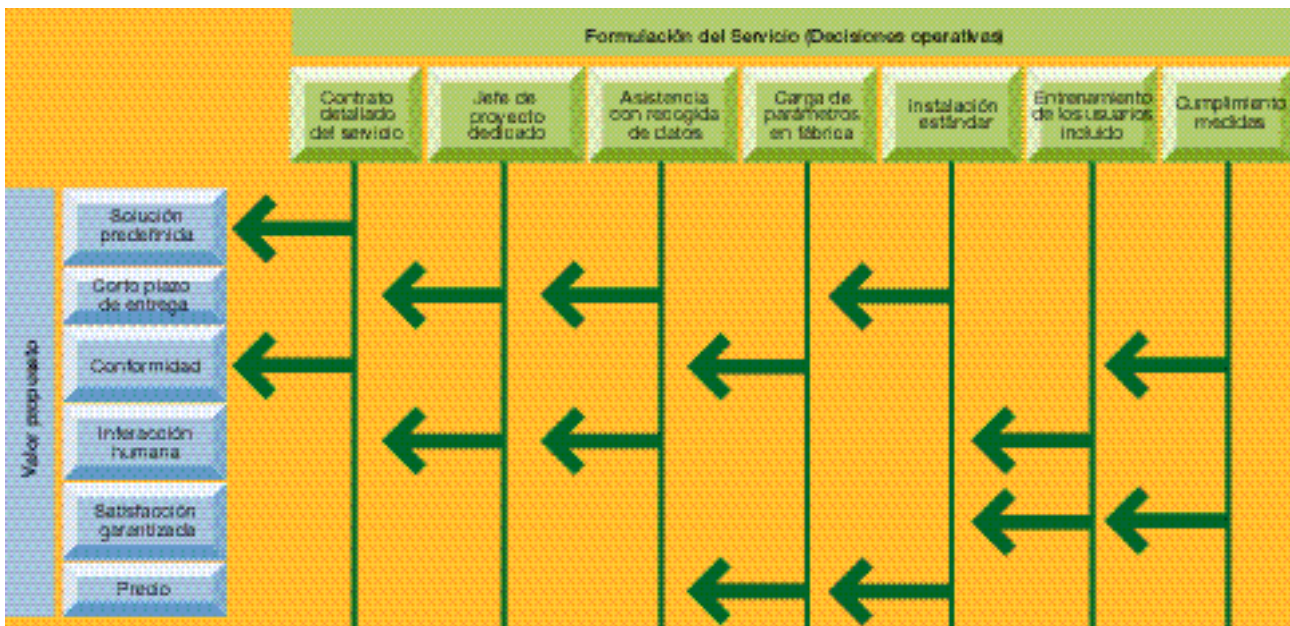 Formulación del Servicio (Decisiones operativas)
Contrato
detallado
del servicio
Jefe de
proyecto
dedicado
Asistencia
con recogida
de datos
Carga de
parámetros
en fábrica
Instalación
estándar
Entrenamiento
de los usuarios
incluido
Cumplimiento
medidas
Valor propuesto
Solución
predefinida
Corto plazo
de entrega
Conformidad
Interacción
humana
Satisfacción
garantizada
Precio